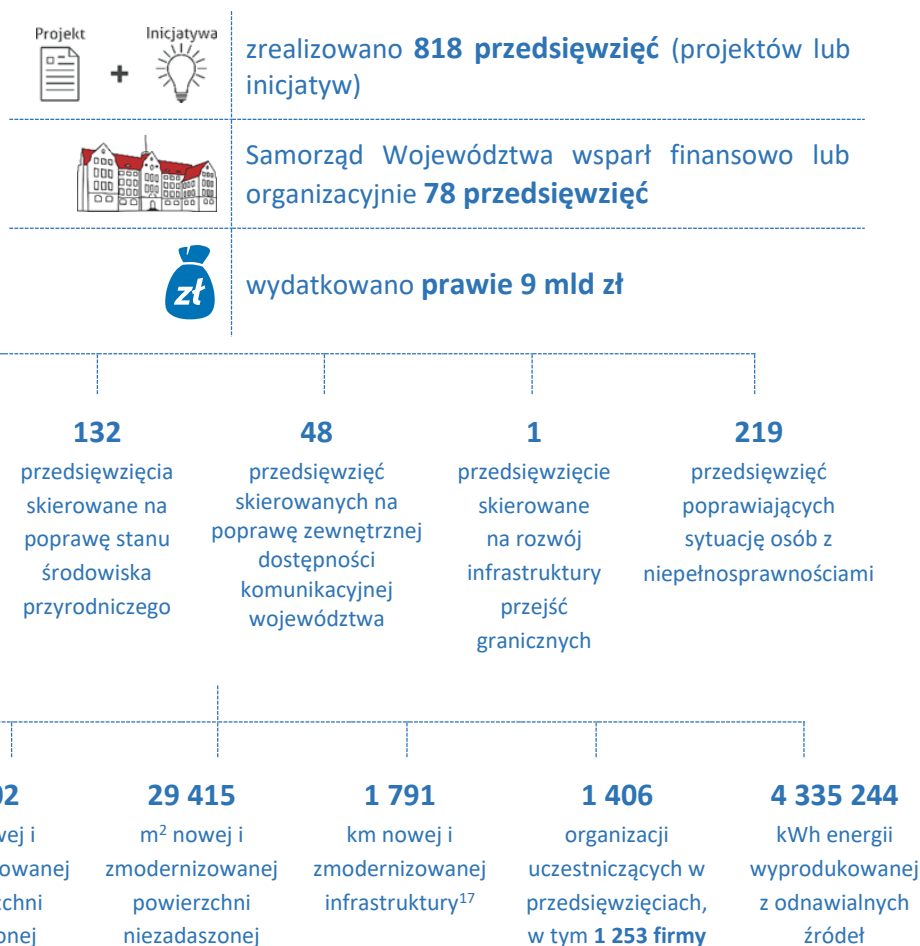 Projekt
+
Inicjatywa
zrealizowano 818 przedsięwzięć (projektów lub
inicjatyw)
Samorząd Województwa wsparł finansowo lub
organizacyjnie 78 przedsięwzięć
zł
wydatkowano prawie 9 mld zł
132
przedsięwzięcia
skierowane na
poprawę stanu
środowiska
przyrodniczego
48
przedsięwzięć
skierowanych na
poprawę zewnętrznej
dostępności
komunikacyjnej
województwa
1
przedsięwzięcie
skierowane
na rozwój
infrastruktury
przejść
granicznych
219
przedsięwzięć
poprawiających
sytuację osób z
niepełnosprawnościami
29 415
m² nowej i
zmodernizowanej
powierzchni
niezadaszonej
1 791
km nowej i
zmodernizowanej
infrastruktury¹⁷
1 406
organizacji
uczestniczących w
przedsięwzięciach,
w tym 1 253 firmy
4 335 244
kWh energii
wyprodukowanej
z odnawialnych
źródeł